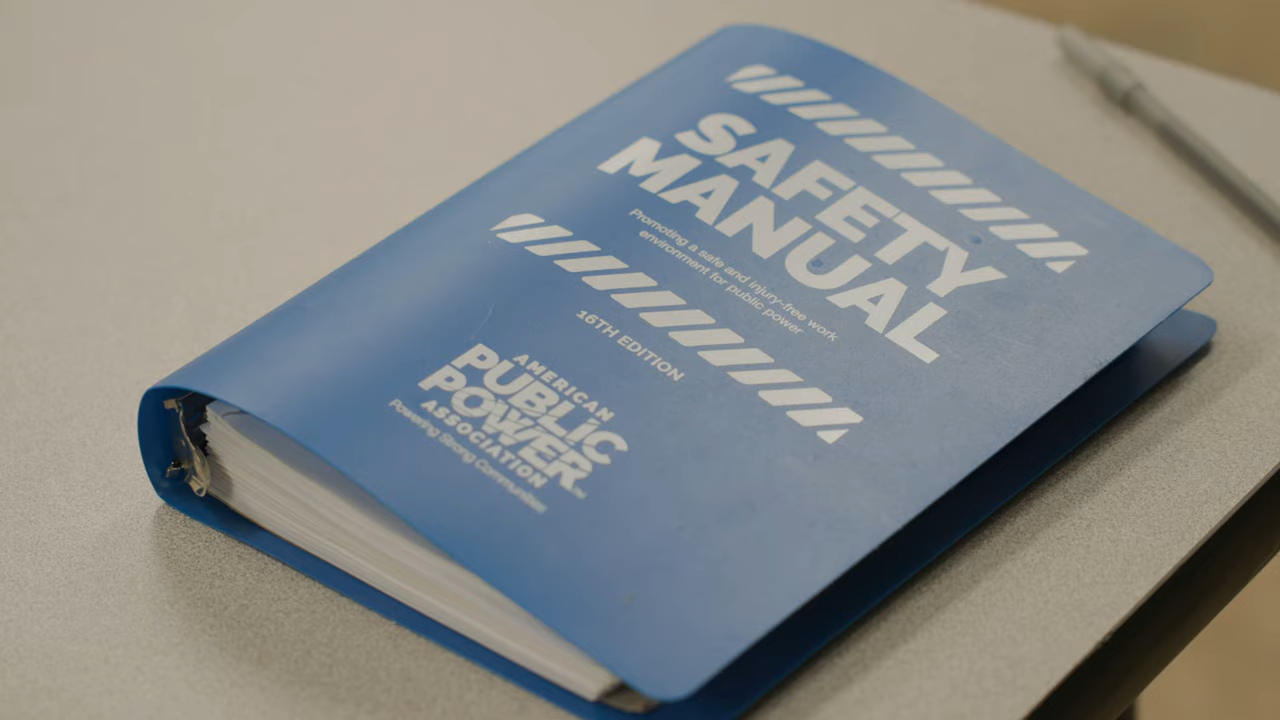 SAFETY
MANUAL
Promoting a safe and injury-free work
environment for public power
16TH EDITION
AMERICAN
PUBLIC
POWER
ASSOCIATION
Powering Strong Communities